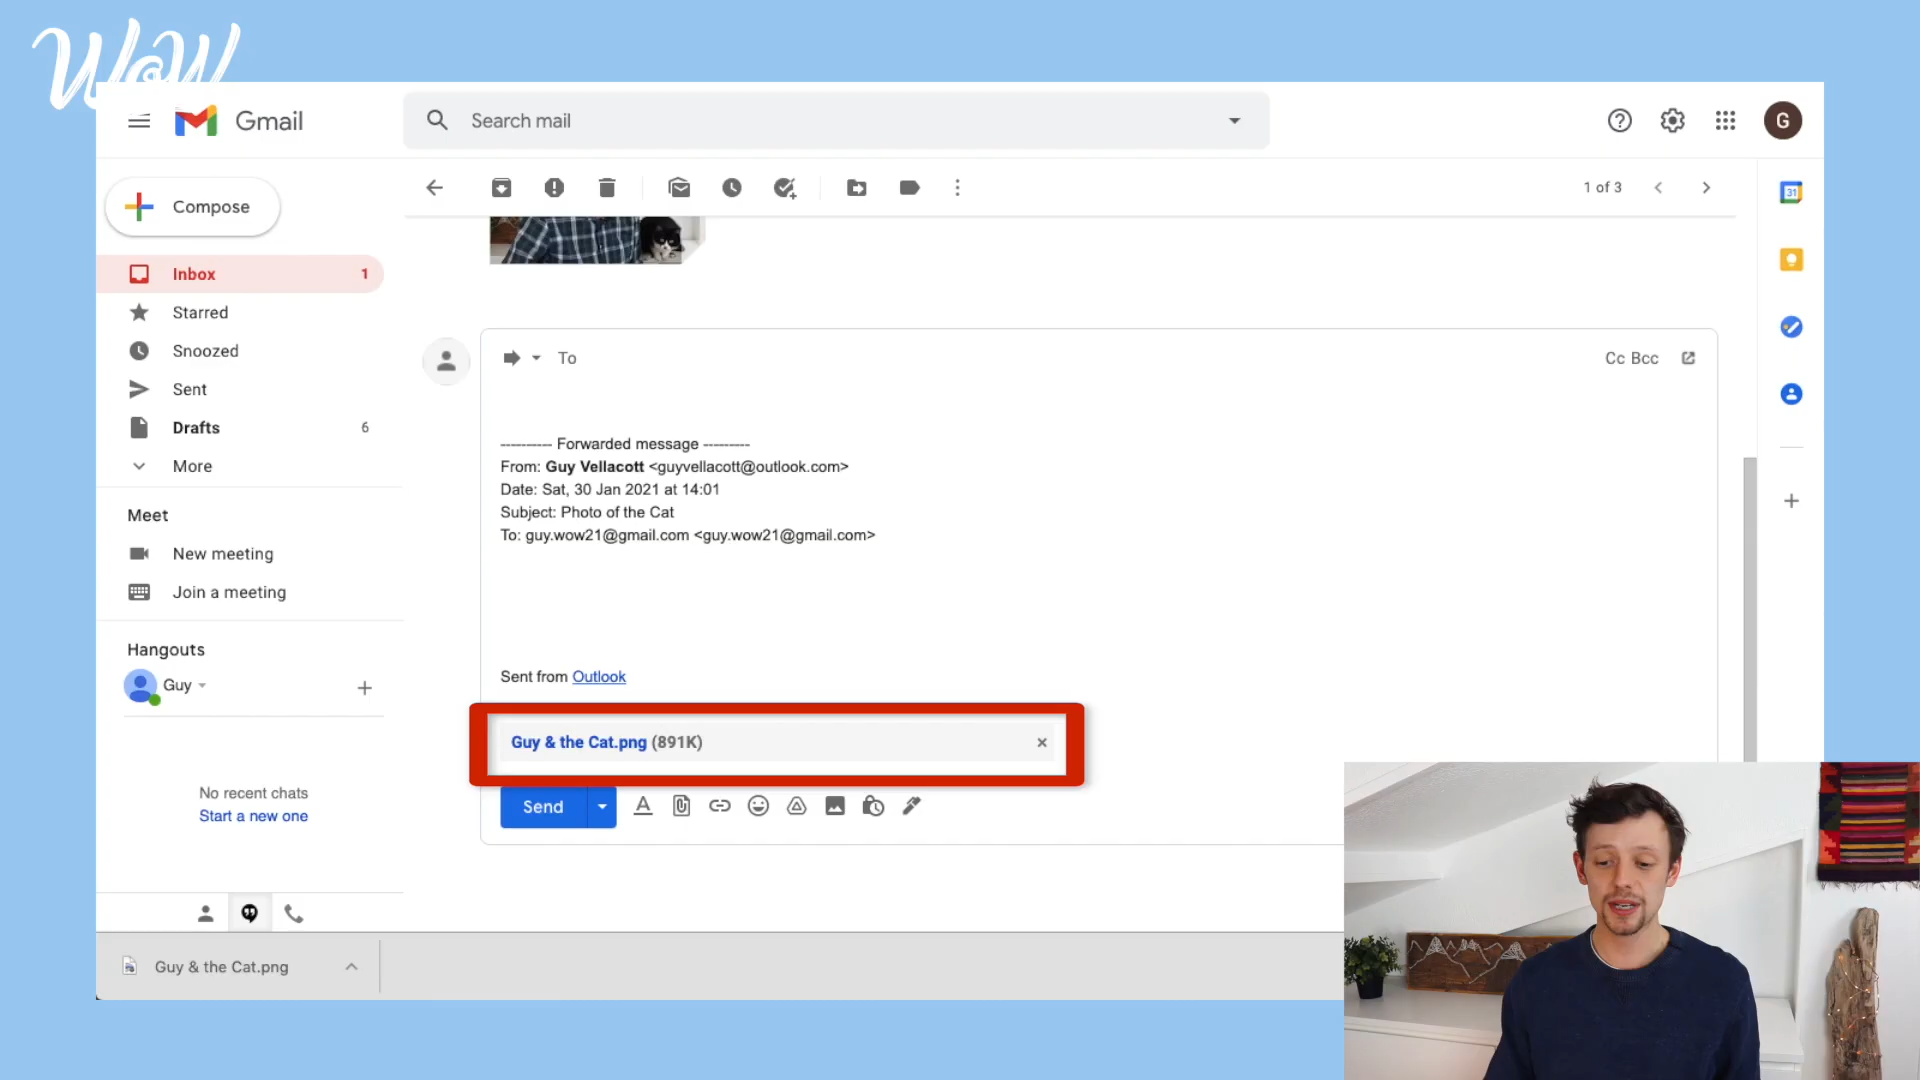 WoW
Gmail
Search mail
G
Compose
1 of 3
31
Inbox 1
Starred
Snoozed
Sent
Drafts 6
More
Meet
New meeting
Join a meeting
Hangouts
Guy
No recent chats
Start a new one
To
Cc Bcc
---------- Forwarded message ---------
From: Guy Vellacott <guyvellacott@outlook.com>
Date: Sat, 30 Jan 2021 at 14:01
Subject: Photo of the Cat
To: guy.wow21@gmail.com <guy.wow21@gmail.com>
Sent from Outlook
Guy & the Cat.png (891K)
Send
Guy & the Cat.png